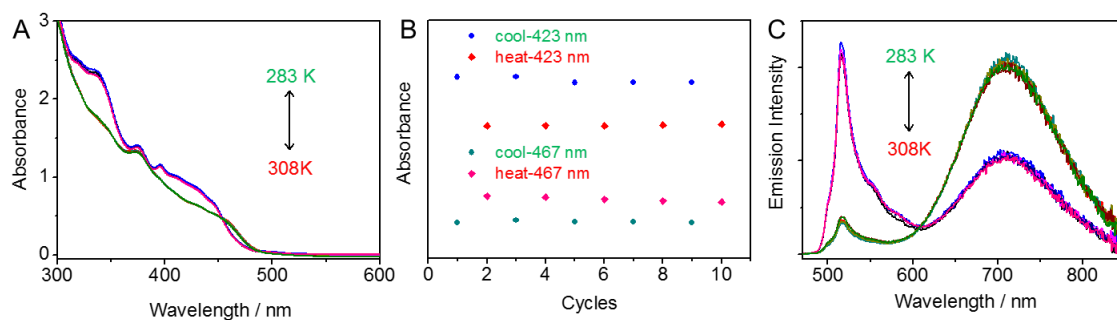 A
3
2
1
0
Absorbance
283 K
308K
300
400
500
600
Wavelength / nm
B
cool-423 nm
heat-423 nm
cool-467 nm
heat-467 nm
Absorbance
0
2
4
6
8
10
Cycles
C
Emission Intensity
283 K
308K
500
600
700
800
Wavelength / nm